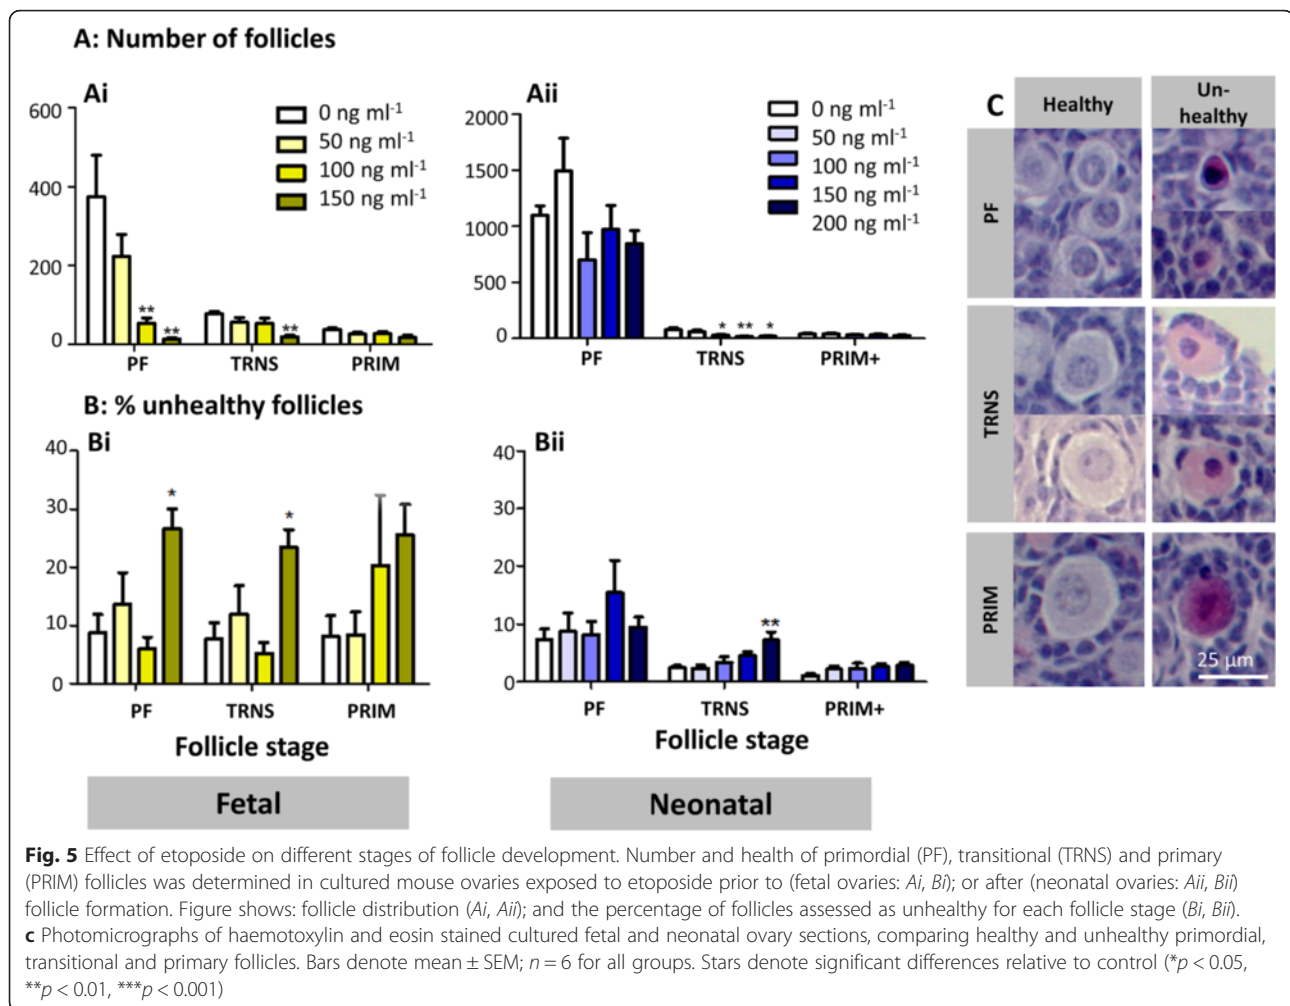 A: Number of follicles
Ai
600
400
200
0
0 ng ml-1
50 ng ml-1
100 ng ml-1
150 ng ml-1
** ** **
PF TRNS PRIM
Aii
2000
1500
1000
500
0
0 ng ml-1
50 ng ml-1
100 ng ml-1
150 ng ml-1
200 ng ml-1
* ** *
PF TRNS PRIM+
B: % unhealthy follicles
Bi
40
30
20
10
0
* *
PF TRNS PRIM
Follicle stage
Fetal
Bii
40
30
20
10
0
**
PF TRNS PRIM+
Follicle stage
Neonatal
C
Healthy
Un-
healthy
PF
TRNS
PRIM
25 µm
Fig. 5 Effect of etoposide on different stages of follicle development. Number and health of primordial (PF), transitional (TRNS) and primary
(PRIM) follicles was determined in cultured mouse ovaries exposed to etoposide prior to (fetal ovaries: Ai, Bi); or after (neonatal ovaries: Aii, Bii)
follicle formation. Figure shows: follicle distribution (Ai, Aii); and the percentage of follicles assessed as unhealthy for each follicle stage (Bi, Bii).
c Photomicrographs of haemotoxylin and eosin stained cultured fetal and neonatal ovary sections, comparing healthy and unhealthy primordial,
transitional and primary follicles. Bars denote mean ± SEM; n = 6 for all groups. Stars denote significant differences relative to control (*p < 0.05,
**p < 0.01, ***p < 0.001)